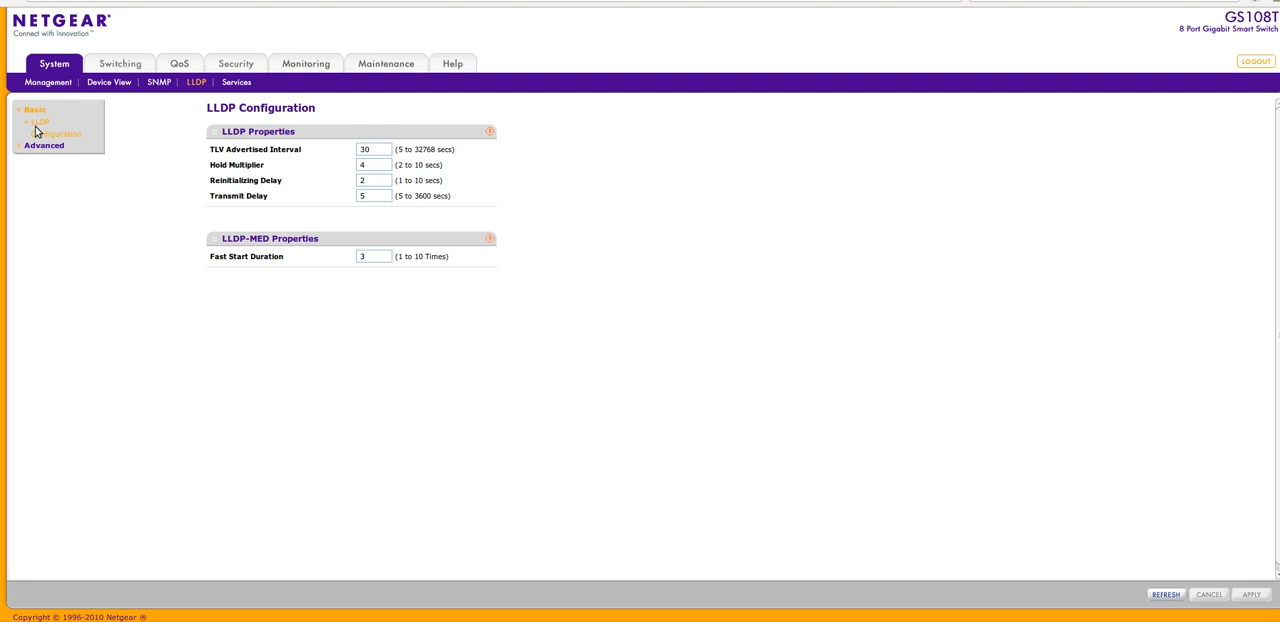 NETGEAR®
Connect with Innovation™
GS108T
8 Port Gigabit Smart Switch
System Switching QoS Security Monitoring Maintenance Help
LOGOUT
Management Device View SNMP LLDP Services
Basic
LLDP
Advanced
LLDP Configuration
LLDP Properties
TLV Advertised Interval 30 (5 to 32768 secs)
Hold Multiplier 4 (2 to 10 secs)
Reinitializing Delay 2 (1 to 10 secs)
Transmit Delay 5 (5 to 3600 secs)
LLDP-MED Properties
Fast Start Duration 3 (1 to 10 Times)
REFRESH CANCEL APPLY
Copyright © 1996-2010 Netgear ®